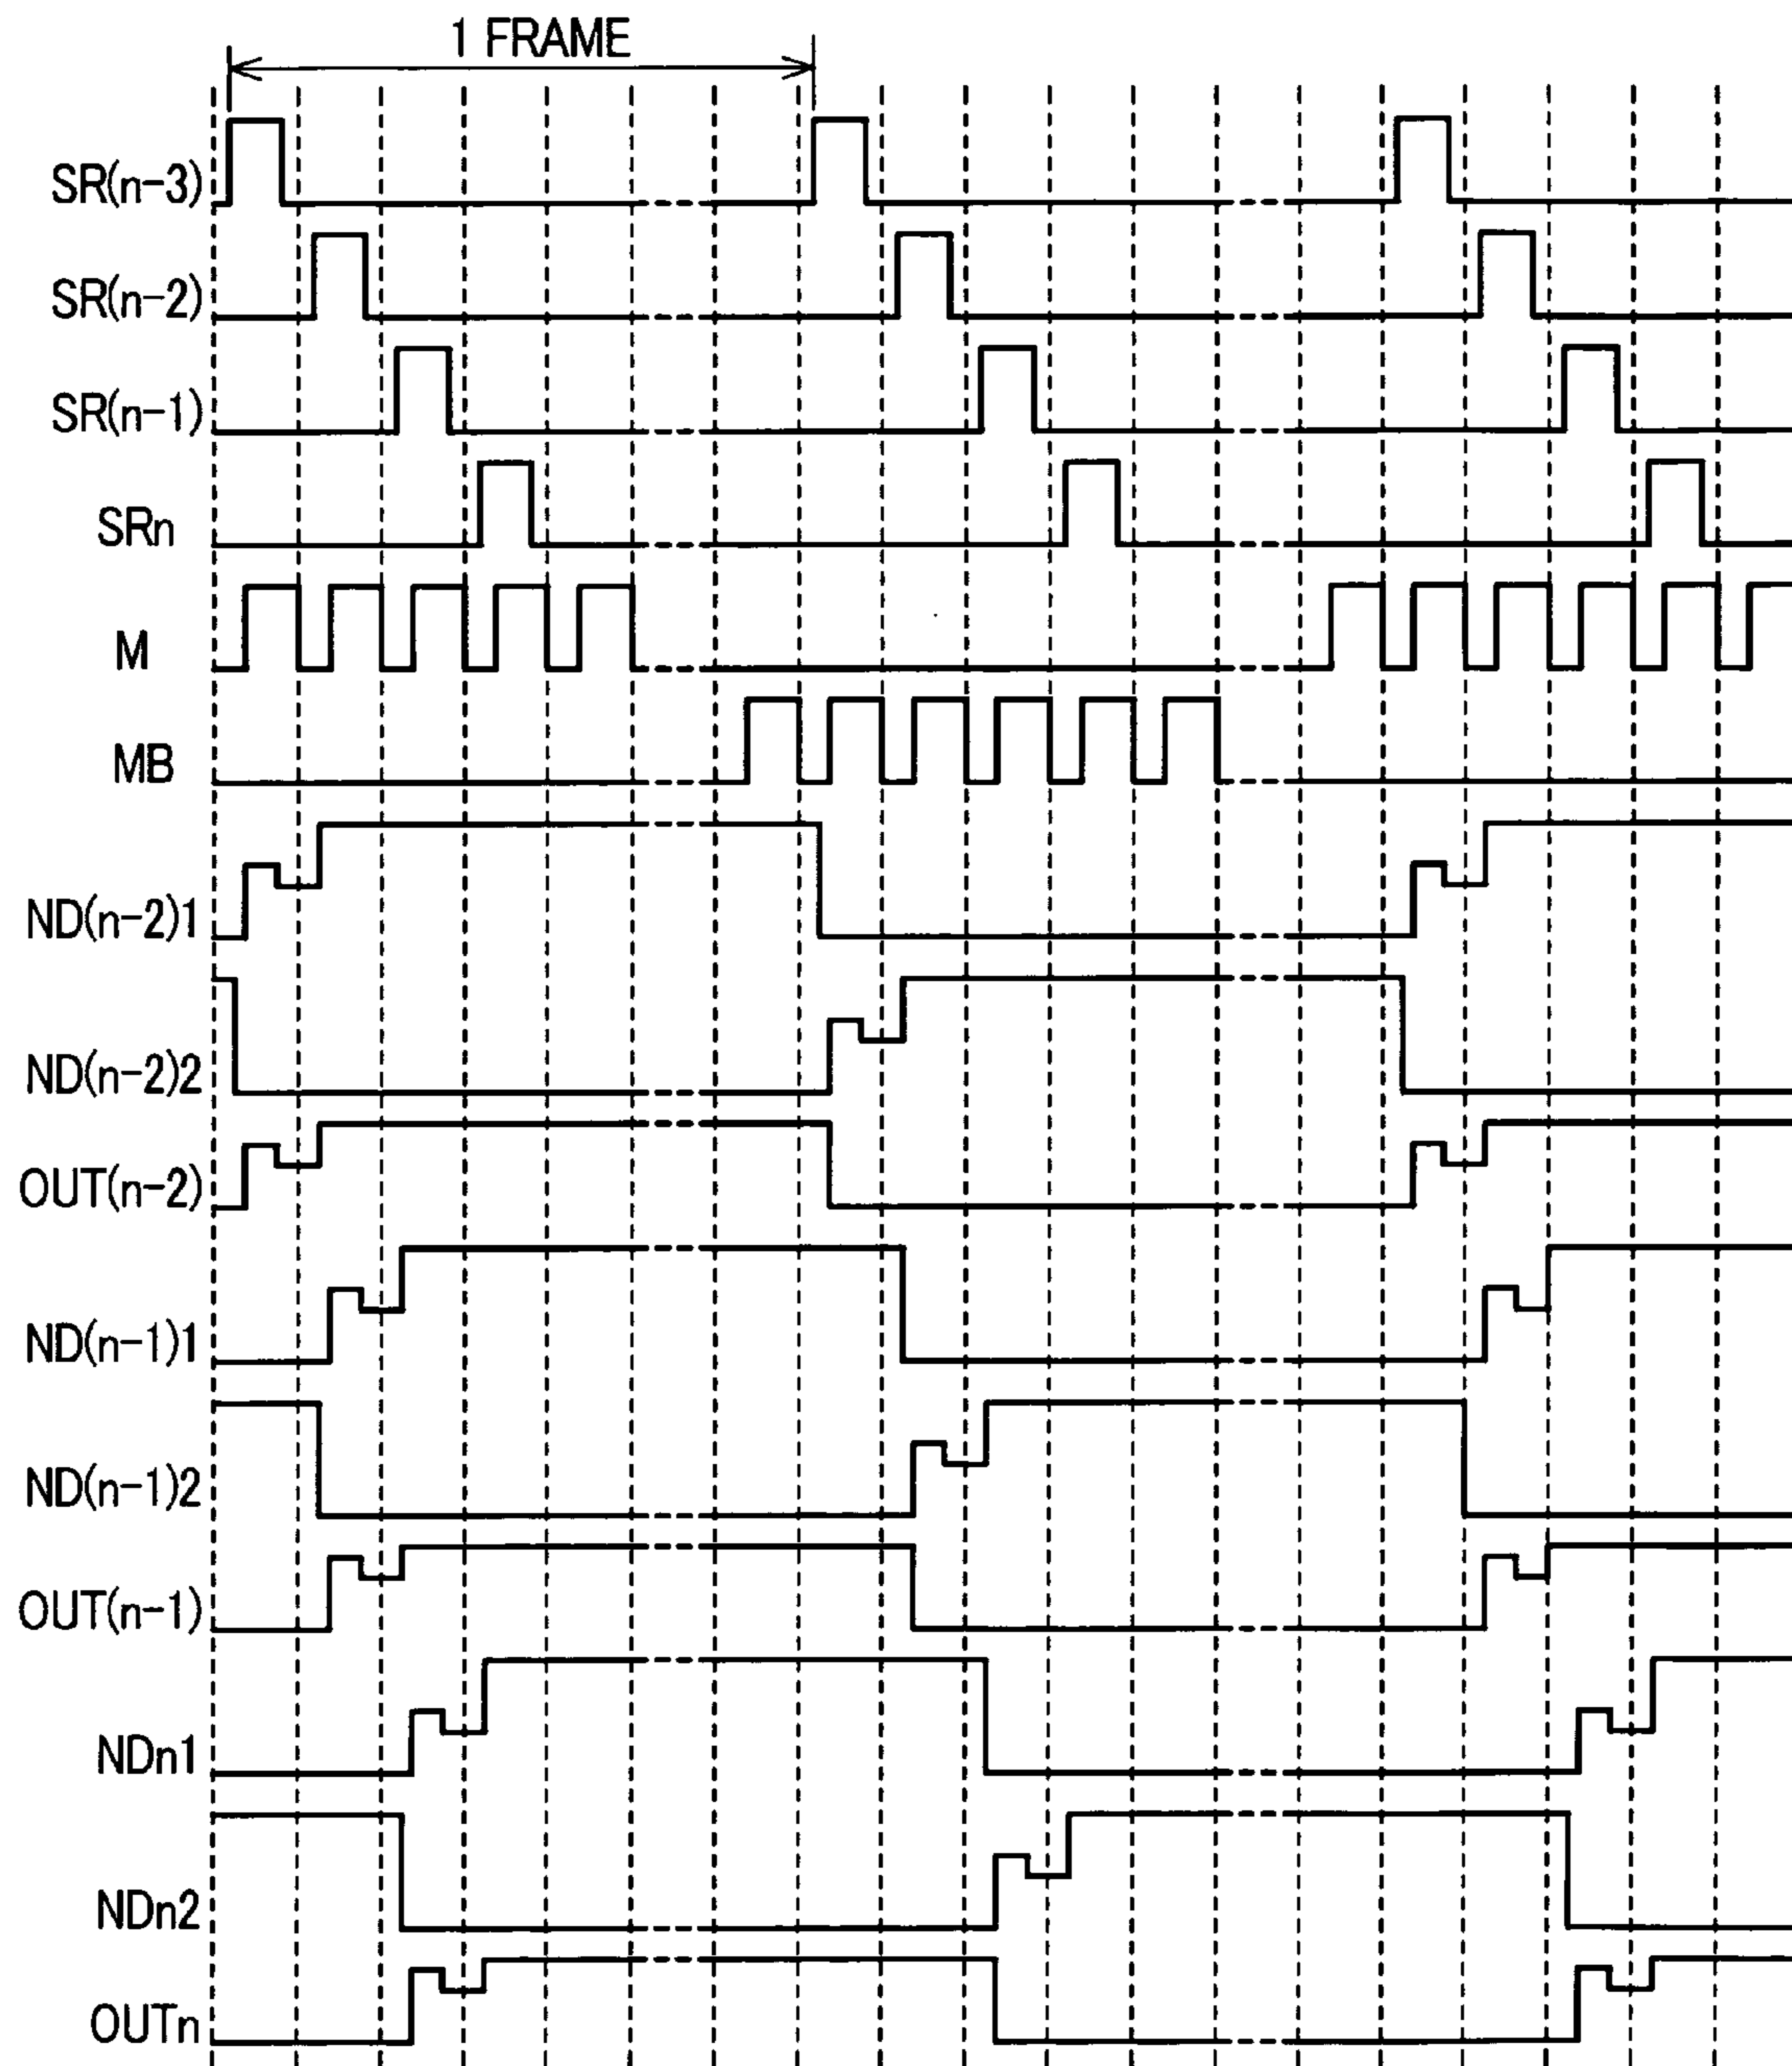 1 FRAME
SR(n-3)
SR(n-2)
SR(n-1)
SRn
M
MB
ND(n-2)1
ND(n-2)2
OUT(n-2)
ND(n-1)1
ND(n-1)2
OUT(n-1)
NDn1
NDn2
OUTn